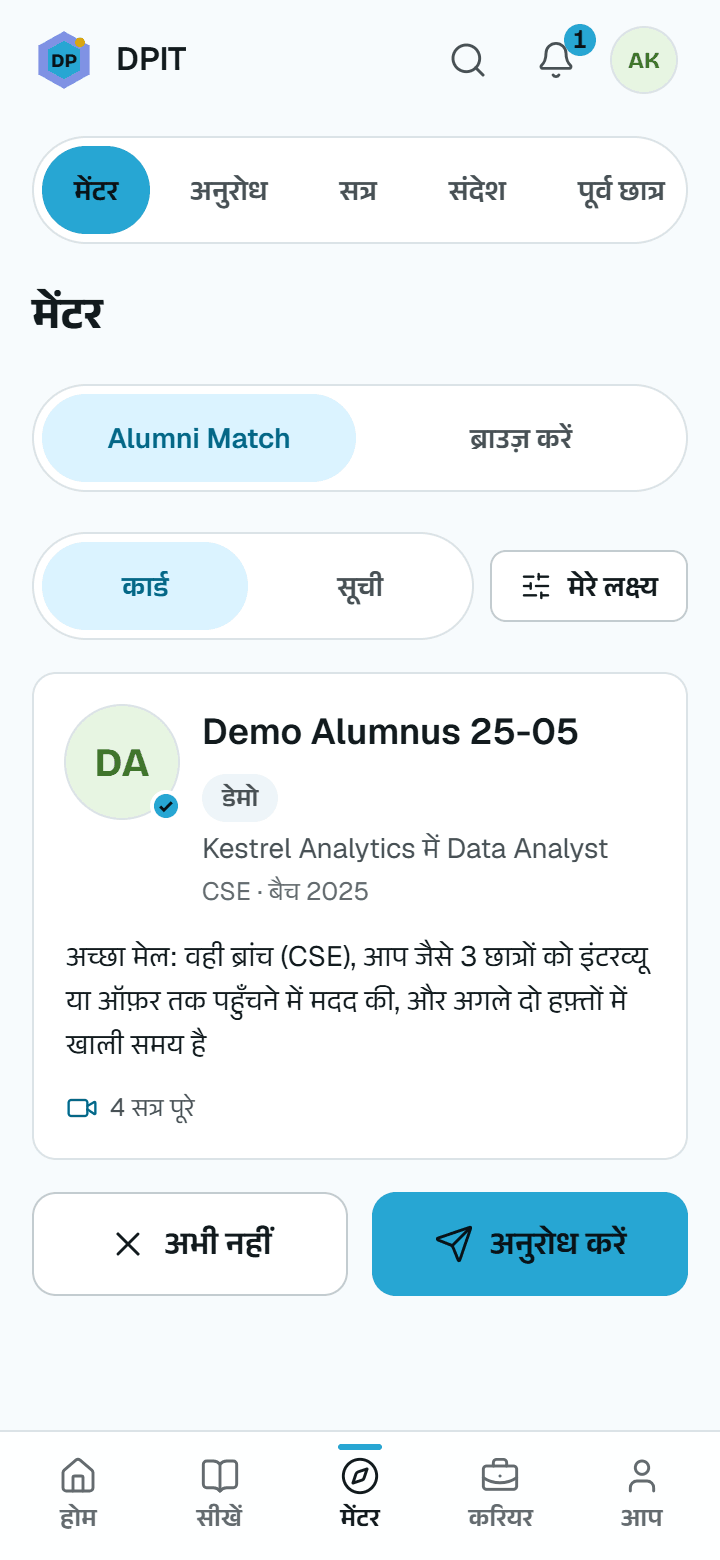 DP
DPIT
1
AK
मेंटर
अनुरोध
सत्र
संदेश
पूर्व छात्र
मेंटर
Alumni Match
ब्राउज़ करें
कार्ड
सूची
मेरे लक्ष्य
DA
Demo Alumnus 25-05
डेमो
Kestrel Analytics में Data Analyst
CSE · बैच 2025
अच्छा मेल: वही ब्रांच (CSE), आप जैसे 3 छात्रों को इंटरव्यू
या ऑफ़र तक पहुँचने में मदद की, और अगले दो हफ़्तों में
खाली समय है
4 सत्र पूरे
अभी नहीं
अनुरोध करें
होम
सीखें
मेंटर
करियर
आप